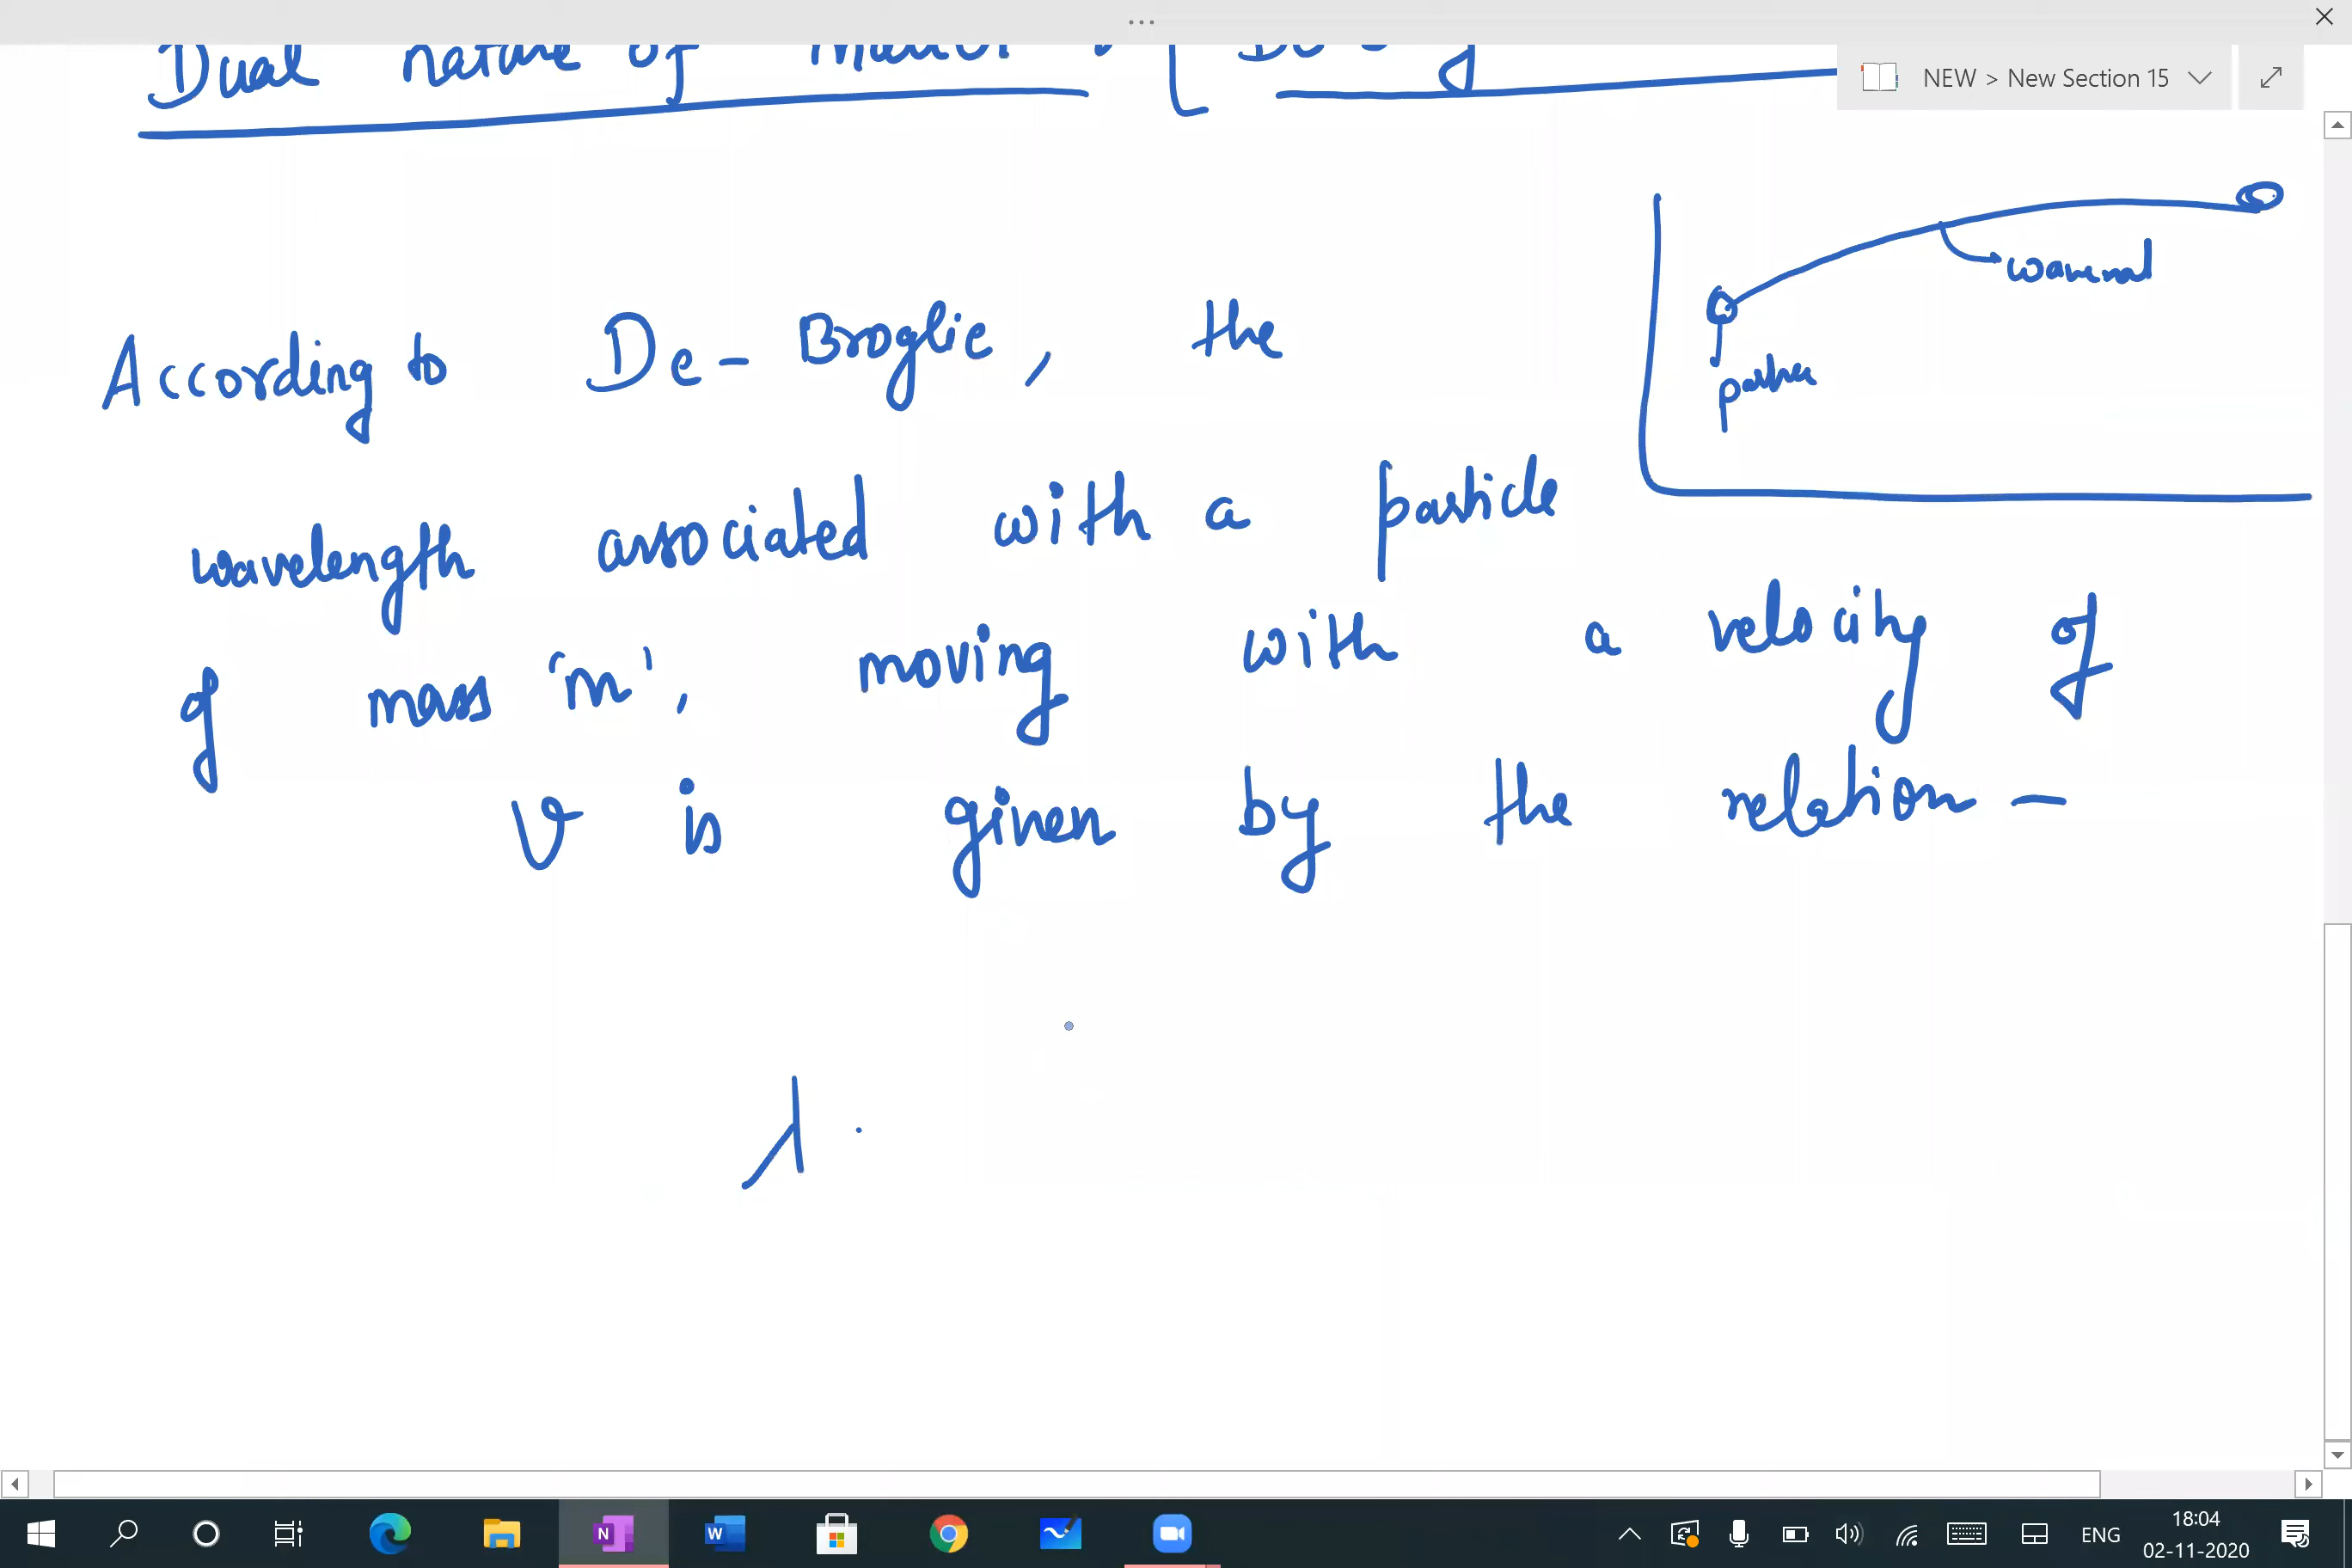 ...
NEW > New Section 15
Dual nature of
According to De-Broglie, the
particle
wavelength associated with a particle
of mass 'm', moving with a velocity of
v is given by the relation -
λ
N
W
ENG
18:04
02-11-2020